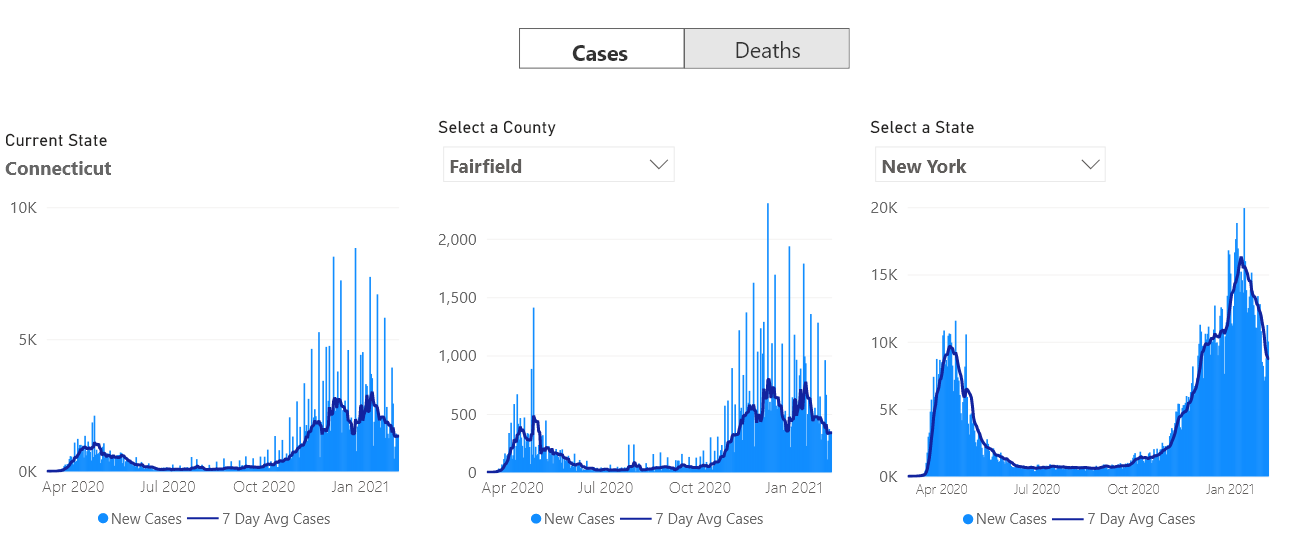 Cases Deaths
Current State
Connecticut
10K
5K
0K
Apr 2020 Jul 2020 Oct 2020 Jan 2021
New Cases 7 Day Avg Cases
Select a County
Fairfield
2,000
1,500
1,000
500
0
Apr 2020 Jul 2020 Oct 2020 Jan 2021
New Cases 7 Day Avg Cases
Select a State
New York
20K
15K
10K
5K
0K
Apr 2020 Jul 2020 Oct 2020 Jan 2021
New Cases 7 Day Avg Cases